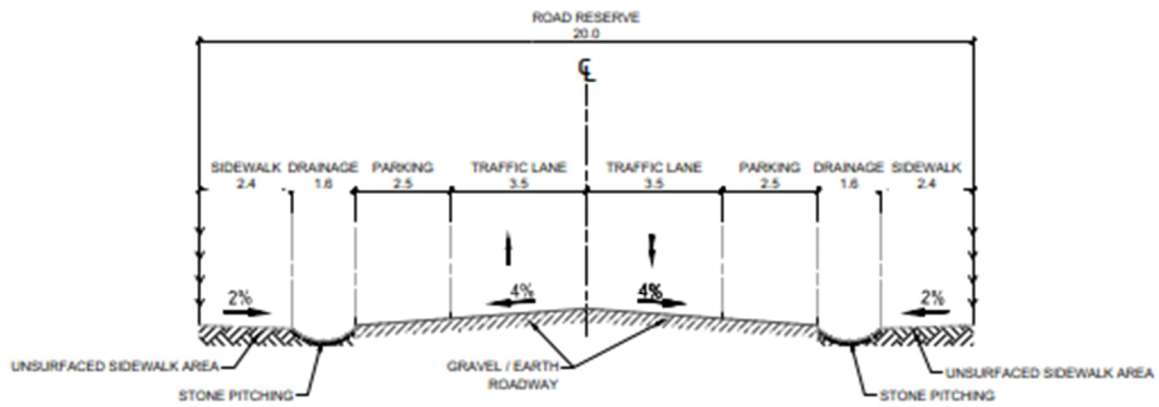 ROAD RESERVE
20.0
℄
SIDEWALK DRAINAGE PARKING TRAFFIC LANE TRAFFIC LANE PARKING DRAINAGE SIDEWALK
2.4 1.6 2.5 3.5 3.5 2.5 1.6 2.4
2% 4% 4% 2%
UNSURFACED SIDEWALK AREA
GRAVEL / EARTH
ROADWAY
UNSURFACED SIDEWALK AREA
STONE PITCHING
STONE PITCHING